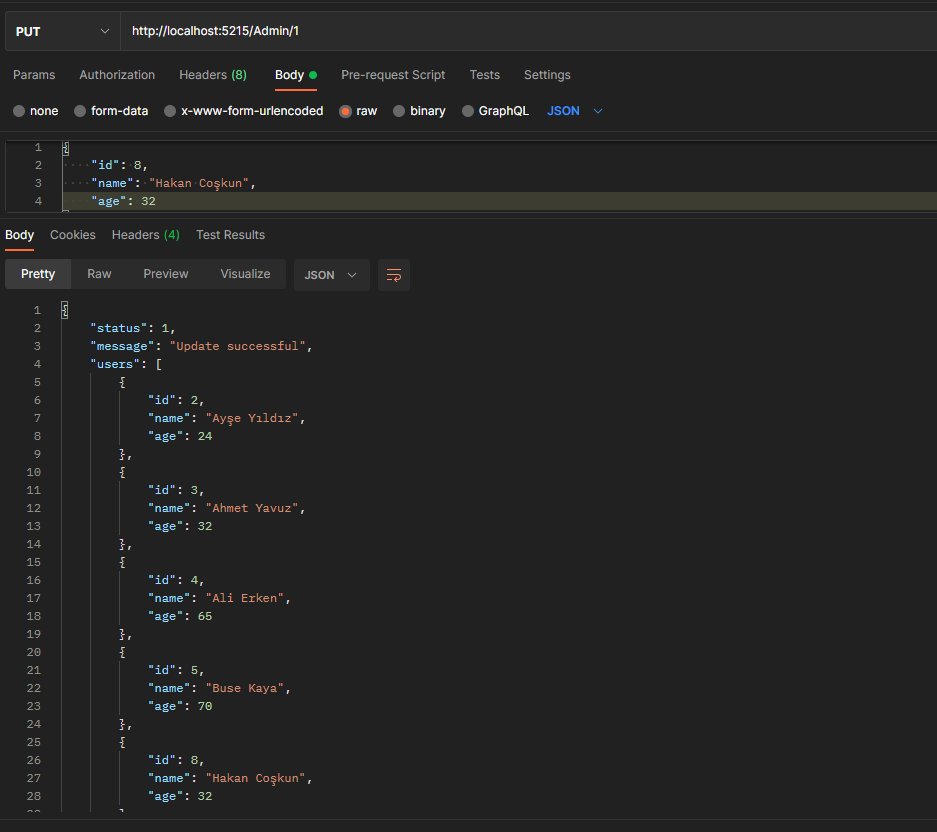 PUT http://localhost:5215/Admin/1
Params Authorization Headers (8) Body Pre-request Script Tests Settings
none form-data x-www-form-urlencoded raw binary GraphQL JSON
1 {
2 "id": 8,
3 "name": "Hakan Coşkun",
4 "age": 32
Body Cookies Headers (4) Test Results
Pretty Raw Preview Visualize JSON
1 {
2 "status": 1,
3 "message": "Update successful",
4 "users": [
5 {
6 "id": 2,
7 "name": "Ayşe Yıldız",
8 "age": 24
9 },
10 {
11 "id": 3,
12 "name": "Ahmet Yavuz",
13 "age": 32
14 },
15 {
16 "id": 4,
17 "name": "Ali Erken",
18 "age": 65
19 },
20 {
21 "id": 5,
22 "name": "Buse Kaya",
23 "age": 70
24 },
25 {
26 "id": 8,
27 "name": "Hakan Coşkun",
28 "age": 32